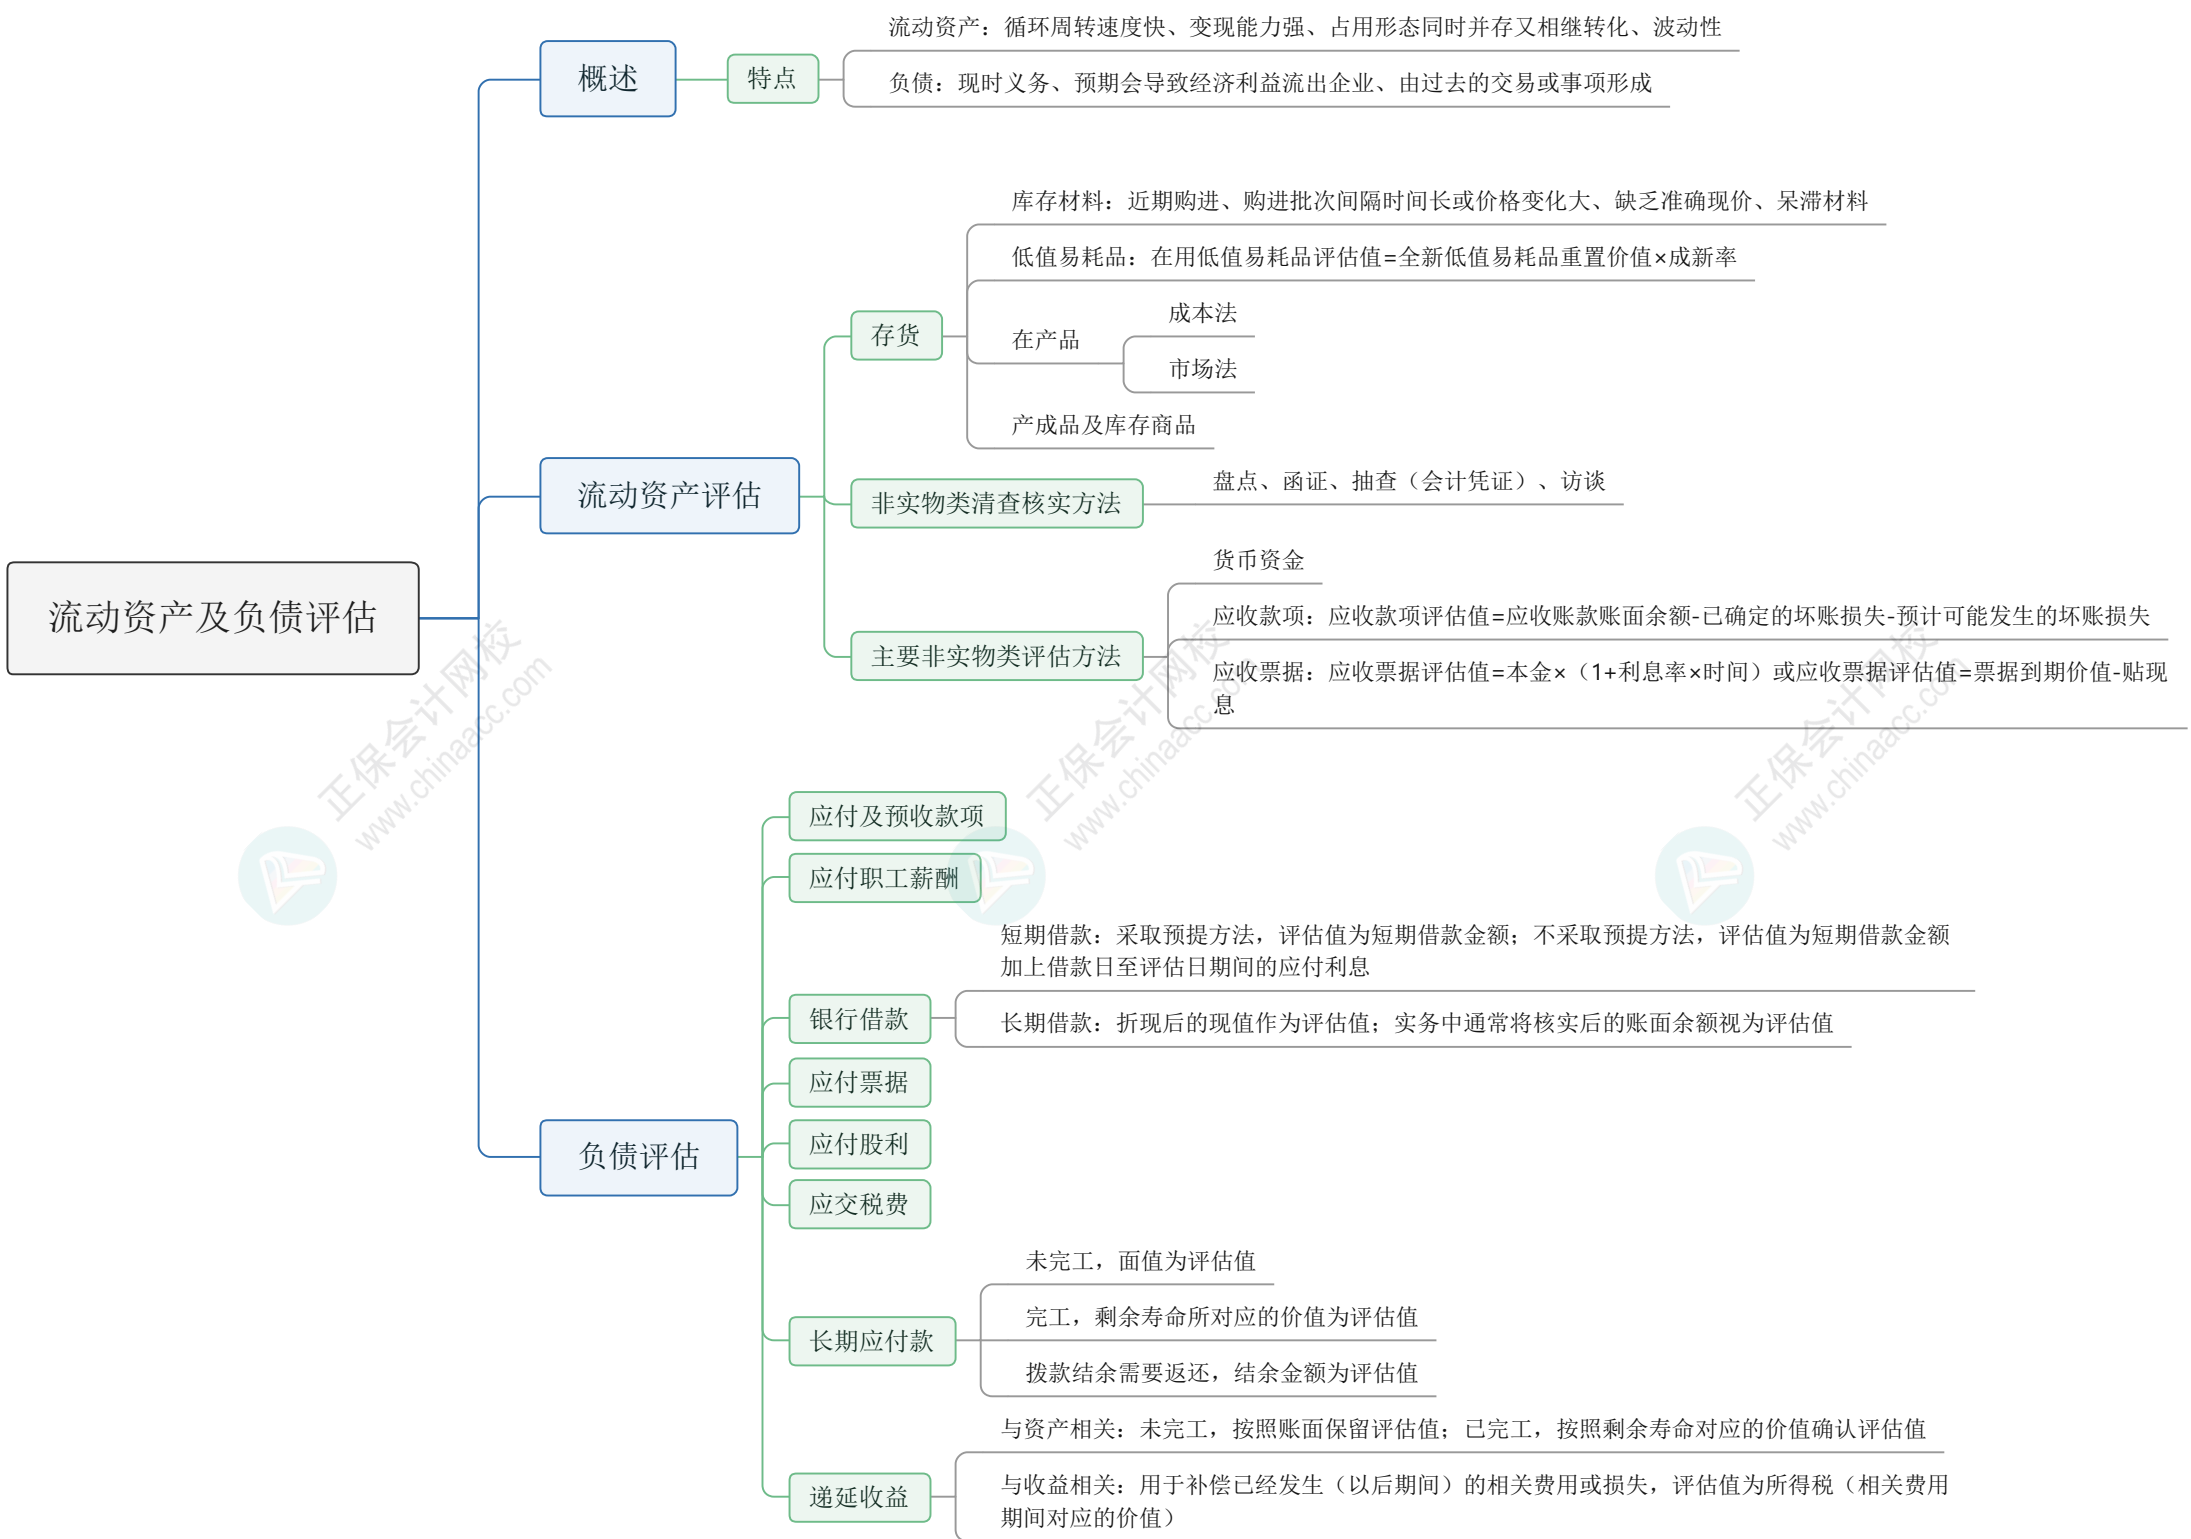 流动资产及负债评估
概述
特点
流动资产：循环周转速度快、变现能力强、占用形态同时并存又相继转化、波动性
负债：现时义务、预期会导致经济利益流出企业、由过去的交易或事项形成
流动资产评估
存货
库存材料：近期购进、购进批次间隔时间长或价格变化大、缺乏准确现价、呆滞材料
低值易耗品：在用低值易耗品评估值=全新低值易耗品重置价值×成新率
在产品
成本法
市场法
产成品及库存商品
非实物类清查核实方法
盘点、函证、抽查（会计凭证）、访谈
主要非实物类评估方法
货币资金
应收款项：应收款项评估值=应收账款账面余额-已确定的坏账损失-预计可能发生的坏账损失
应收票据：应收票据评估值=本金×（1+利息率×时间）或应收票据评估值=票据到期价值-贴现
息
负债评估
应付及预收款项
应付职工薪酬
银行借款
短期借款：采取预提方法，评估值为短期借款金额；不采取预提方法，评估值为短期借款金额
加上借款日至评估日期间的应付利息
长期借款：折现后的现值作为评估值；实务中通常将核实后的账面余额视为评估值
应付票据
应付股利
应交税费
长期应付款
未完工，面值为评估值
完工，剩余寿命所对应的价值为评估值
拨款结余需要返还，结余金额为评估值
递延收益
与资产相关：未完工，按照账面保留评估值；已完工，按照剩余寿命对应的价值确认评估值
与收益相关：用于补偿已经发生（以后期间）的相关费用或损失，评估值为所得税（相关费用
期间对应的价值）
正保会计网校
www.chinaacc.com
正保会计网校
www.chinaacc.com
正保会计网校
www.chinaacc.com